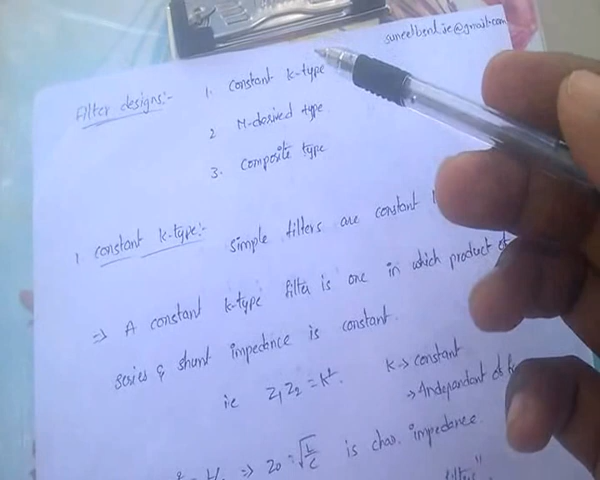 suneelbond.ie@gmail.com
Filter designs:-
1. Constant K-type
2 M-derived type
3. Composite type
1 constant K-type:- simple filters are constant
⇒ A constant K-type filter is one in which product of
series & shunt impedance is constant.
ie Z1Z2 = K². K → constant
→ Independant of
⇒ Z0 = √L/C is char. impedance.
filters"